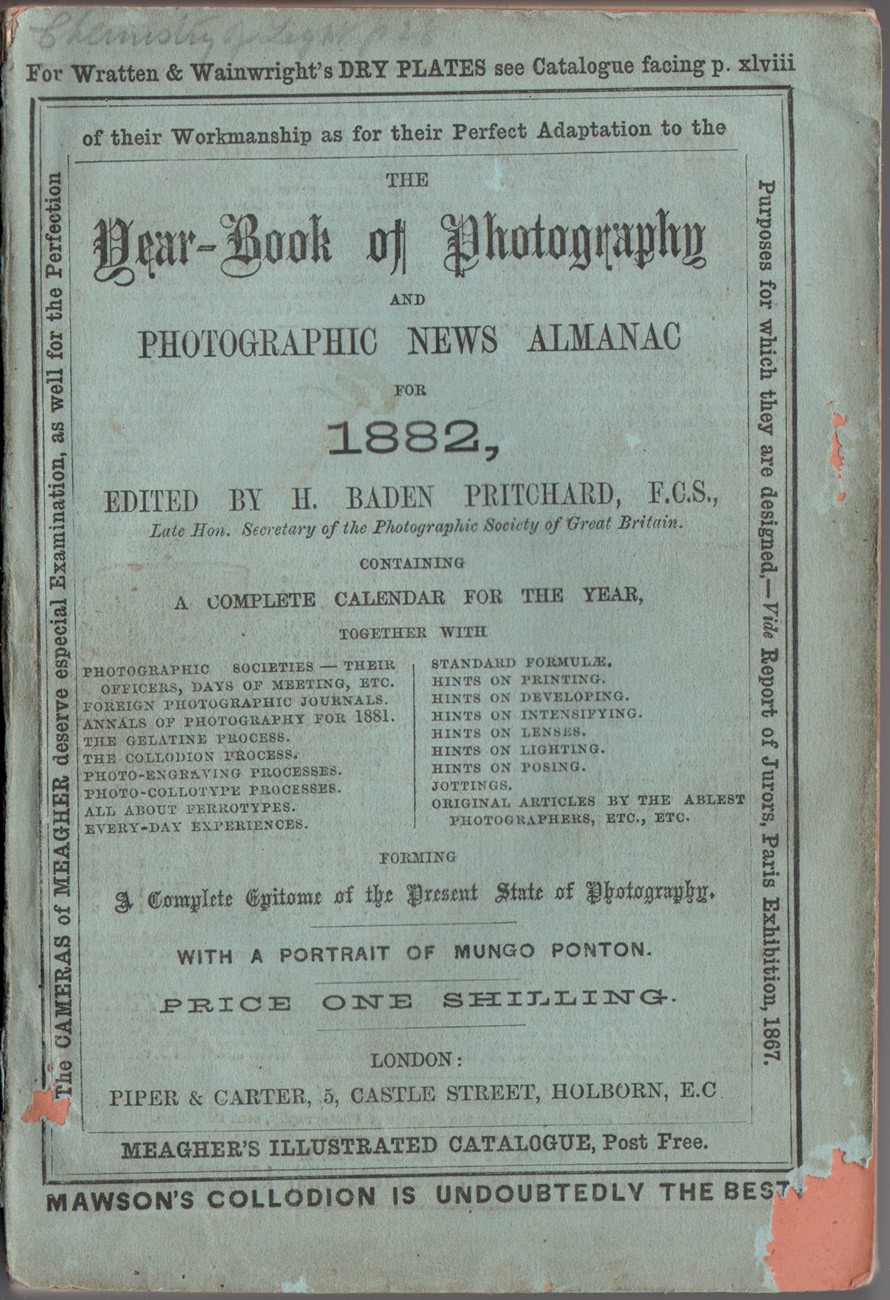 Chemistry of Light p 28
For Wratten & Wainwright's DRY PLATES see Catalogue facing p. xlviii
The CAMERAS of MEAGHER deserve especial Examination, as well for the Perfection
of their Workmanship as for their Perfect Adaptation to the
Purposes for which they are designed,—Vide Report of Jurors, Paris Exhibition, 1867.
THE
Year-Book of Photography
AND
PHOTOGRAPHIC NEWS ALMANAC
FOR
1882,
EDITED BY H. BADEN PRITCHARD, F.C.S.,
Late Hon. Secretary of the Photographic Society of Great Britain.
CONTAINING
A COMPLETE CALENDAR FOR THE YEAR,
TOGETHER WITH
PHOTOGRAPHIC SOCIETIES — THEIR
OFFICERS, DAYS OF MEETING, ETC.
FOREIGN PHOTOGRAPHIC JOURNALS.
ANNALS OF PHOTOGRAPHY FOR 1881.
THE GELATINE PROCESS.
THE COLLODION PROCESS.
PHOTO-ENGRAVING PROCESSES.
PHOTO-COLLOTYPE PROCESSES.
ALL ABOUT FERROTYPES.
EVERY-DAY EXPERIENCES.
STANDARD FORMULÆ.
HINTS ON PRINTING.
HINTS ON DEVELOPING.
HINTS ON INTENSIFYING.
HINTS ON LENSES.
HINTS ON LIGHTING.
HINTS ON POSING.
JOTTINGS.
ORIGINAL ARTICLES BY THE ABLEST
PHOTOGRAPHERS, ETC., ETC.
FORMING
A Complete Epitome of the Present State of Photography.
WITH A PORTRAIT OF MUNGO PONTON.
PRICE ONE SHILLING.
LONDON:
PIPER & CARTER, 5, CASTLE STREET, HOLBORN, E.C
MEAGHER'S ILLUSTRATED CATALOGUE, Post Free.
MAWSON'S COLLODION IS UNDOUBTEDLY THE BEST